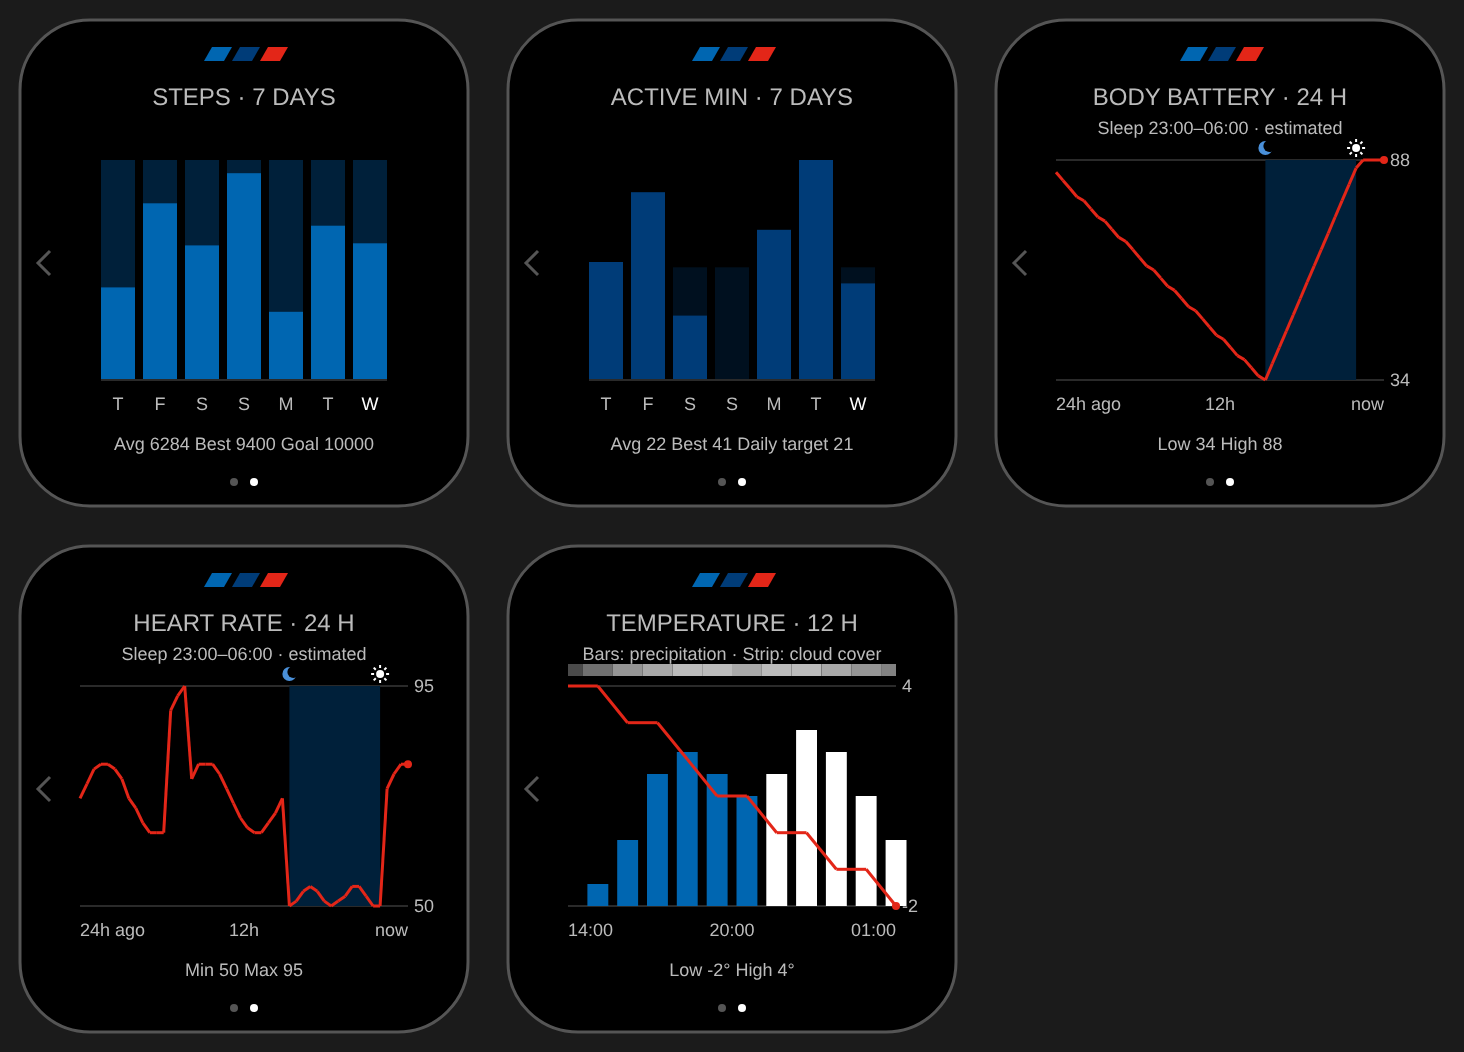 STEPS · 7 DAYS
T F S S M T W
Avg 6284 Best 9400 Goal 10000
ACTIVE MIN · 7 DAYS
T F S S M T W
Avg 22 Best 41 Daily target 21
BODY BATTERY · 24 H
Sleep 23:00–06:00 · estimated
88
34
24h ago 12h now
Low 34 High 88
HEART RATE · 24 H
Sleep 23:00–06:00 · estimated
95
50
24h ago 12h now
Min 50 Max 95
TEMPERATURE · 12 H
Bars: precipitation · Strip: cloud cover
4
-2
14:00 20:00 01:00
Low -2° High 4°